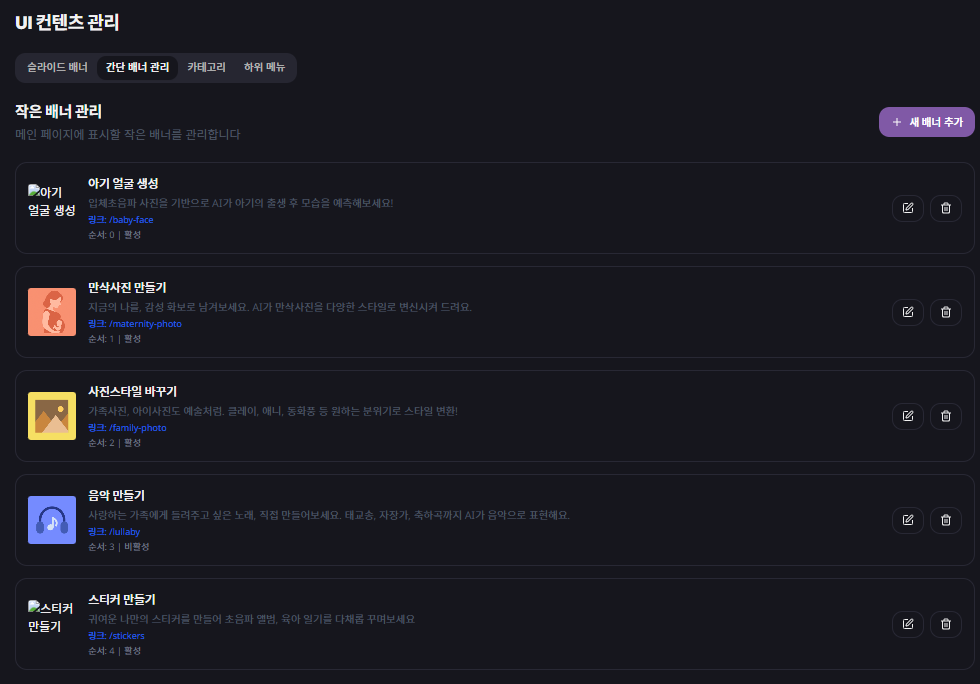 UI 컨텐츠 관리
슬라이드 배너
간단 배너 관리
카테고리
하위 메뉴
작은 배너 관리
메인 페이지에 표시할 작은 배너를 관리합니다
+ 새 배너 추가
아기 얼굴 생성
아기 얼굴 생성
입체초음파 사진을 기반으로 AI가 아기의 출생 후 모습을 예측해보세요!
링크: /baby-face
순서: 0 | 활성
만삭사진 만들기
지금의 나를, 감성 화보로 남겨보세요. AI가 만삭사진을 다양한 스타일로 변신시켜 드려요.
링크: /maternity-photo
순서: 1 | 활성
사진스타일 바꾸기
가족사진, 아이사진도 예술처럼. 클레이, 애니, 동화풍 등 원하는 분위기로 스타일 변환!
링크: /family-photo
순서: 2 | 활성
음악 만들기
사랑하는 가족에게 들려주고 싶은 노래, 직접 만들어보세요. 태교송, 자장가, 축하곡까지 AI가 음악으로 표현해요.
링크: /lullaby
순서: 3 | 비활성
스티커 만들기
스티커 만들기
귀여운 나만의 스티커를 만들어 초음파 앨범, 육아 일기를 다채롭 꾸며보세요
링크: /stickers
순서: 4 | 활성